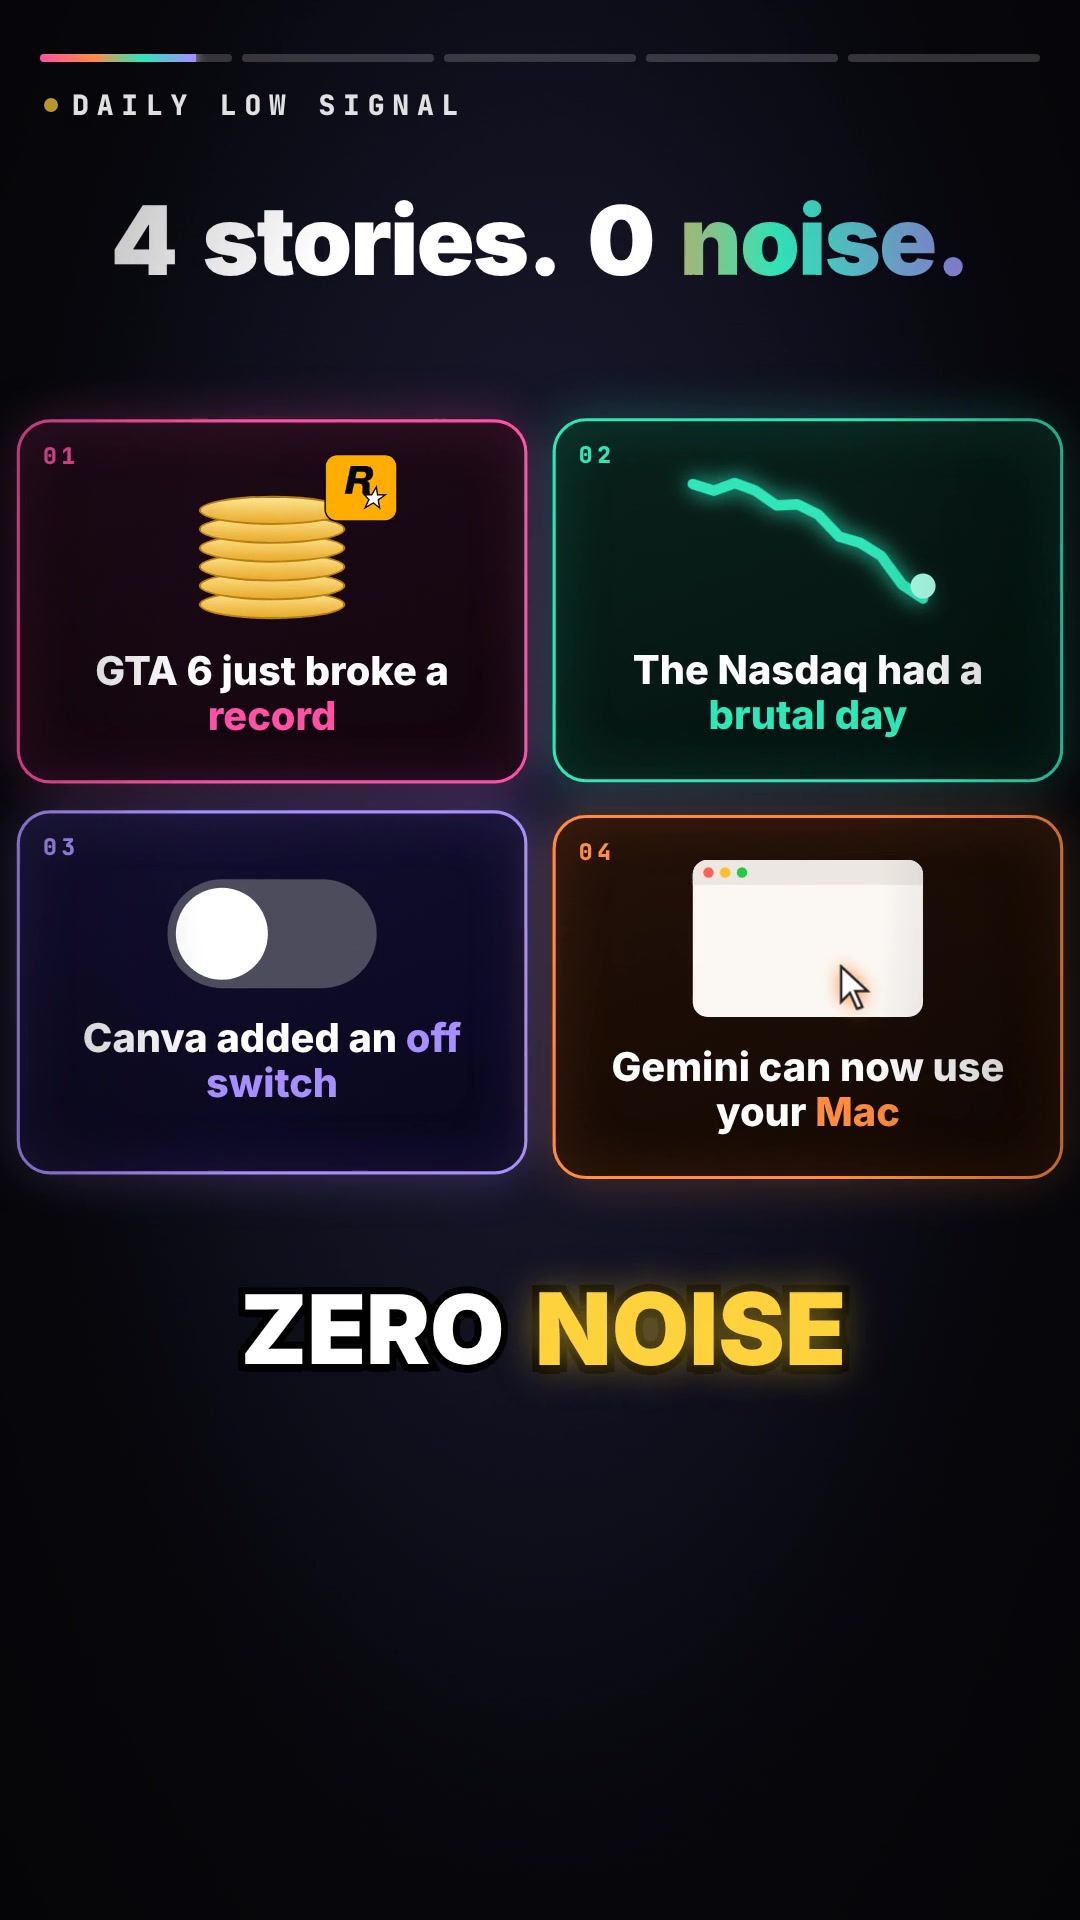 DAILY LOW SIGNAL
4 stories. 0 noise.
01
R
GTA 6 just broke a
record
02
The Nasdaq had a
brutal day
03
Canva added an off
switch
04
Gemini can now use
your Mac
ZERO NOISE